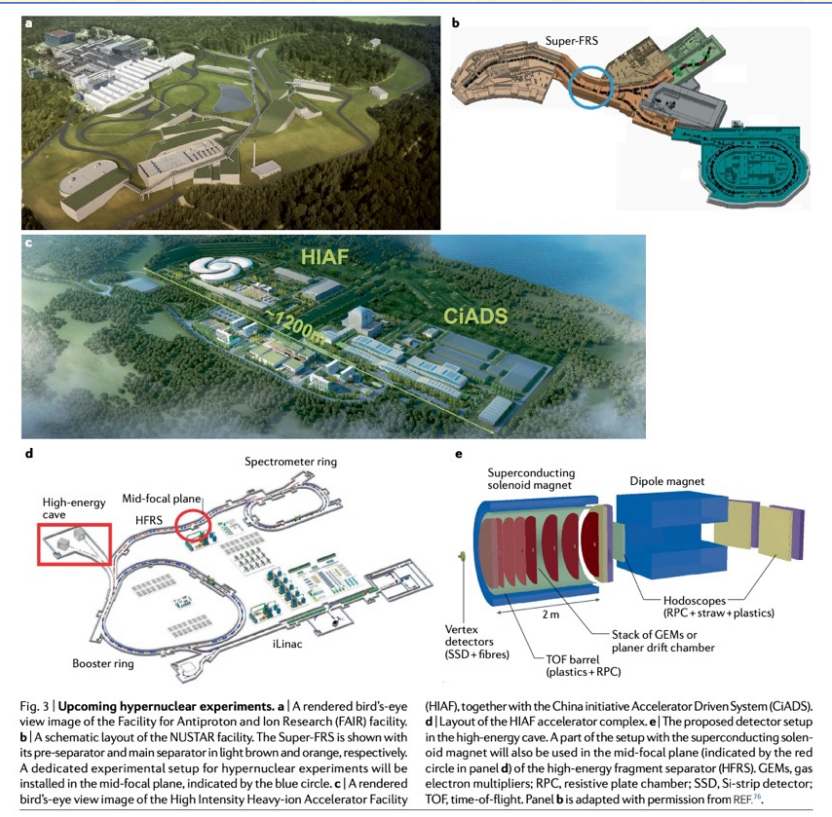 a
b
Super-FRS
c
HIAF
CiADS
~1200m
d
Spectrometer ring
High-energy
cave
Mid-focal plane
HFRS
iLinac
Booster ring
e
Superconducting
solenoid magnet
Dipole magnet
2 m
Hodoscopes
(RPC + straw + plastics)
Vertex
detectors
(SSD + fibres)
Stack of GEMs or
planer drift chamber
TOF barrel
(plastics + RPC)
Fig. 3 | Upcoming hypernuclear experiments. a | A rendered bird's-eye
view image of the Facility for Antiproton and Ion Research (FAIR) facility.
b | A schematic layout of the NUSTAR facility. The Super-FRS is shown with
its pre-separator and main separator in light brown and orange, respectively.
A dedicated experimental setup for hypernuclear experiments will be
installed in the mid-focal plane, indicated by the blue circle. c | A rendered
bird's-eye view image of the High Intensity Heavy-ion Accelerator Facility
(HIAF), together with the China initiative Accelerator Driven System (CiADS).
d | Layout of the HIAF accelerator complex. e | The proposed detector setup
in the high-energy cave. A part of the setup with the superconducting solen-
oid magnet will also be used in the mid-focal plane (indicated by the red
circle in panel d) of the high-energy fragment separator (HFRS). GEMs, gas
electron multipliers; RPC, resistive plate chamber; SSD, Si-strip detector;
TOF, time-of-flight. Panel b is adapted with permission from REF.76.